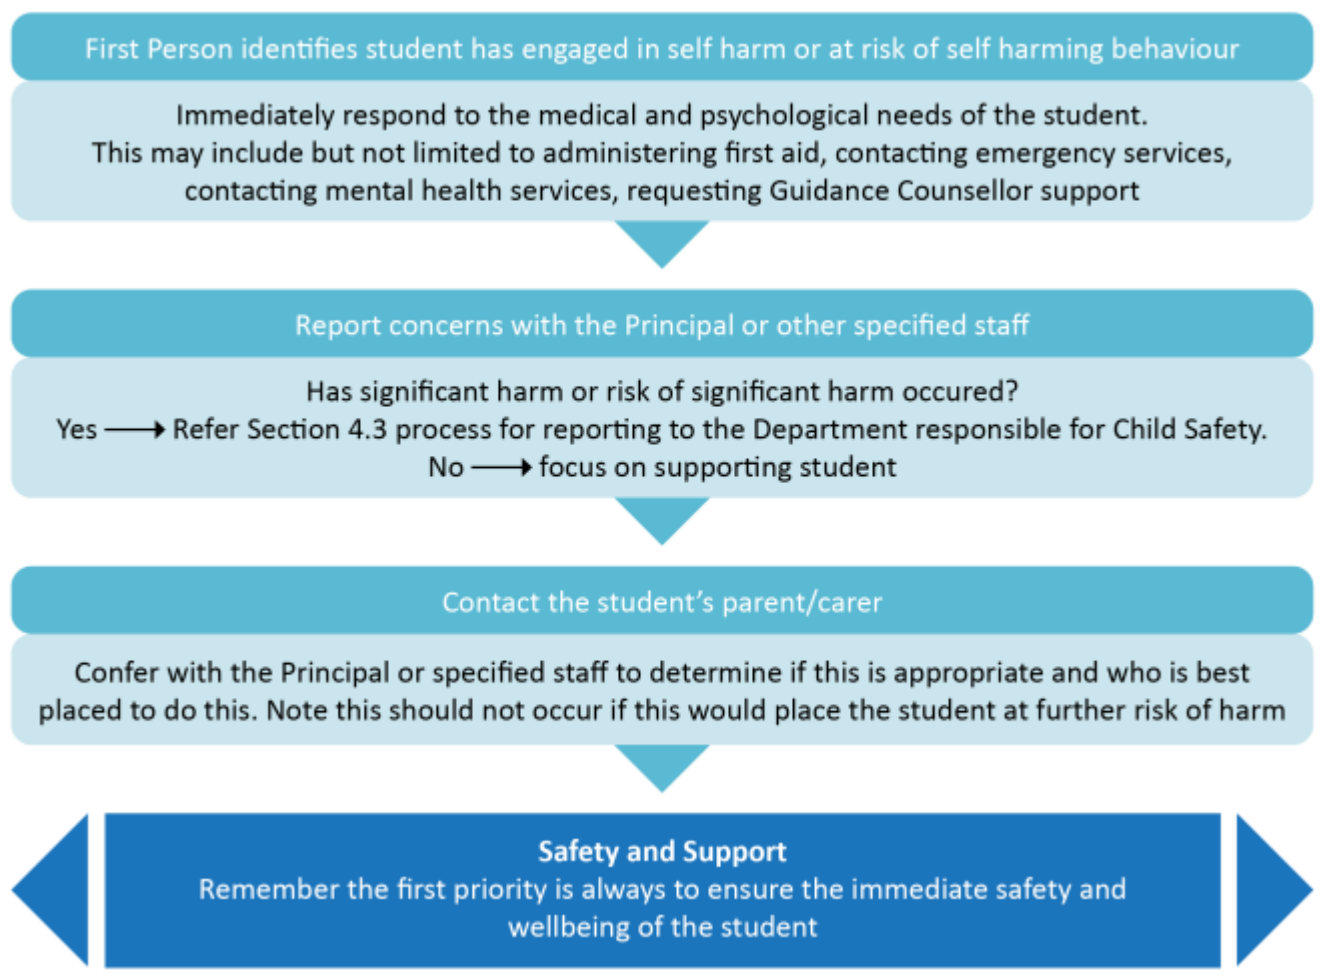 First Person identifies student has engaged in self harm or at risk of self harming behaviour
Immediately respond to the medical and psychological needs of the student.
This may include but not limited to administering first aid, contacting emergency services,
contacting mental health services, requesting Guidance Counsellor support
Report concerns with the Principal or other specified staff
Has significant harm or risk of significant harm occured?
Yes ⟶ Refer Section 4.3 process for reporting to the Department responsible for Child Safety.
No ⟶ focus on supporting student
Contact the student’s parent/carer
Confer with the Principal or specified staff to determine if this is appropriate and who is best
placed to do this. Note this should not occur if this would place the student at further risk of harm
Safety and Support
Remember the first priority is always to ensure the immediate safety and
wellbeing of the student